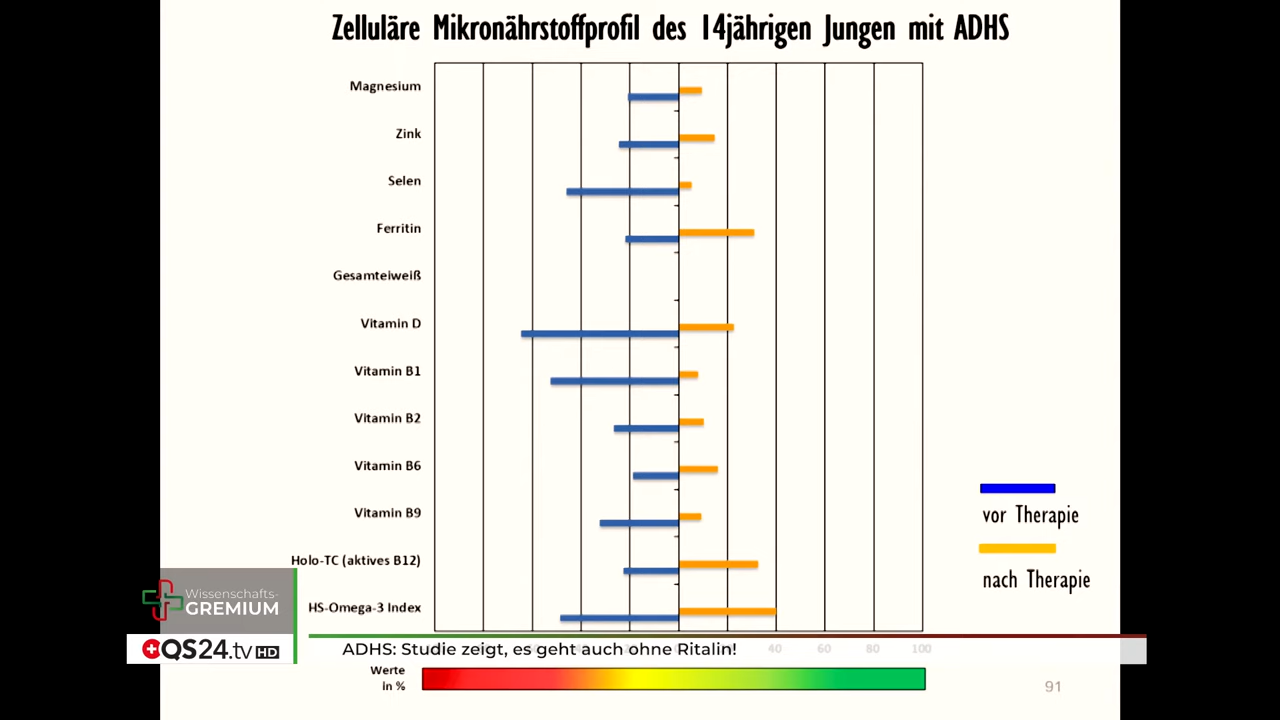 Zelluläre Mikronährstoffprofil des 14jährigen Jungen mit ADHS
Magnesium
Zink
Selen
Ferritin
Gesamteiweiß
Vitamin D
Vitamin B1
Vitamin B2
Vitamin B6
Vitamin B9
Holo-TC (aktives B12)
HS-Omega-3 Index
vor Therapie
nach Therapie
Wissenschafts-
GREMIUM
QS24.tv HD
ADHS: Studie zeigt, es geht auch ohne Ritalin!
40 60 80 100
Werte
in %
91